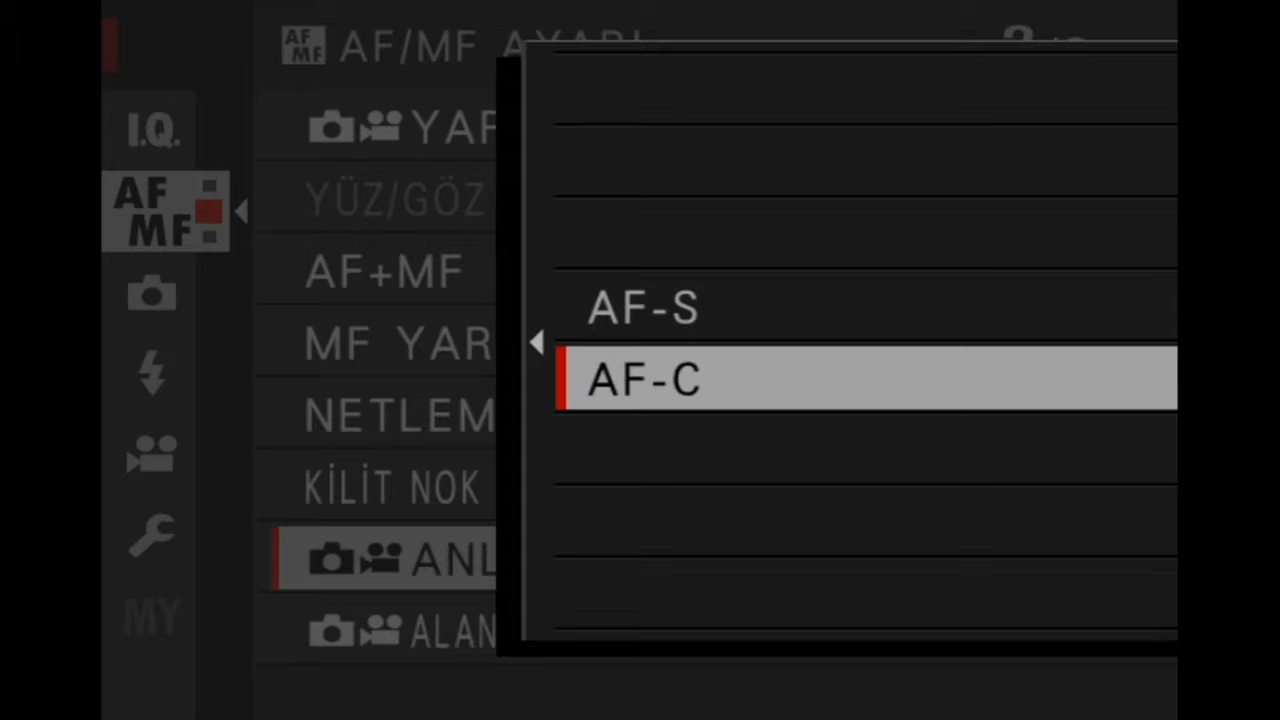 AF/MF AYARI
I.Q.
AF
MF
MY
YAF
YÜZ/GÖZ
AF+MF
MF YAR
NETLEM
KİLİT NOK
ANL
ALAN
AF-S
AF-C